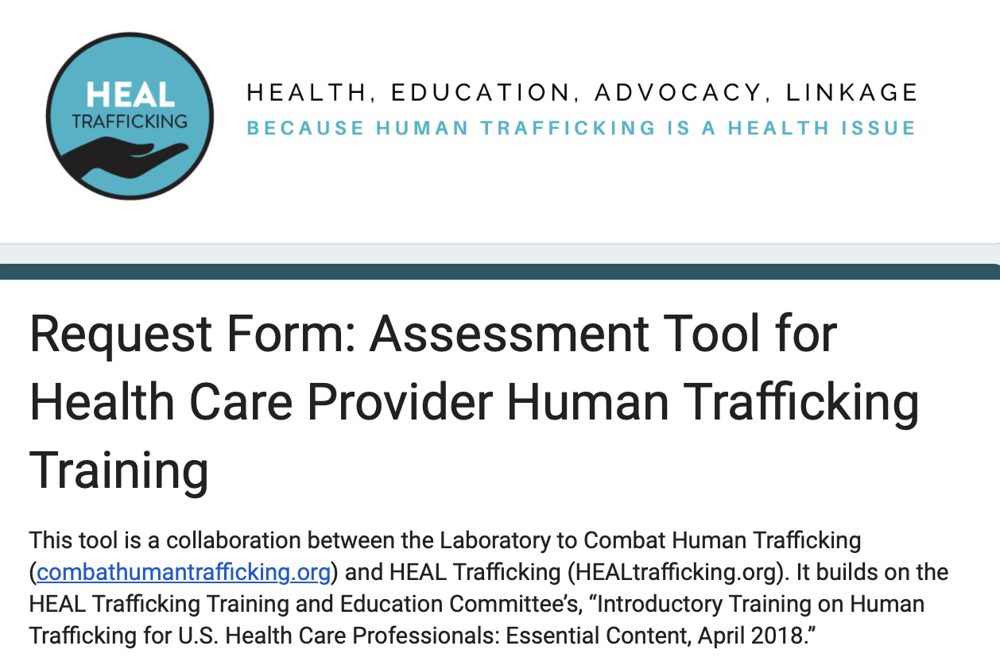 HEAL
TRAFFICKING
HEALTH, EDUCATION, ADVOCACY, LINKAGE
BECAUSE HUMAN TRAFFICKING IS A HEALTH ISSUE
Request Form: Assessment Tool for
Health Care Provider Human Trafficking
Training
This tool is a collaboration between the Laboratory to Combat Human Trafficking
(combathumantrafficking.org) and HEAL Trafficking (HEALtrafficking.org). It builds on the
HEAL Trafficking Training and Education Committee’s, “Introductory Training on Human
Trafficking for U.S. Health Care Professionals: Essential Content, April 2018.”